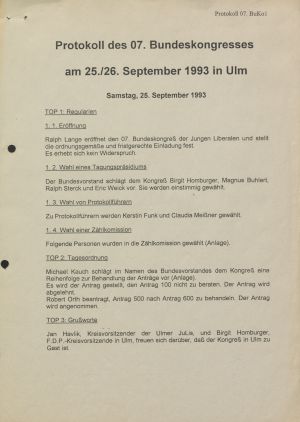 Protokoll 07. BuKo1
Protokoll des 07. Bundeskongresses
am 25./26. September 1993 in Ulm
Samstag, 25. September 1993
TOP 1: Regularien
1. 1. Eröffnung
Ralph Lange eröffnet den 07. Bundeskongreß der Jungen Liberalen und stellt
die ordnungsgemäße und fristgerechte Einladung fest.
Es erhebt sich kein Widerspruch.
1. 2. Wahl eines Tagungspräsidiums
Der Bundesvorstand schlägt dem Kongreß Birgit Homburger, Magnus Buhlert,
Ralph Sterck und Eric Weick vor. Sie werden einstimmig gewählt.
1. 3. Wahl von Protokollführern
Zu Protokollführern werden Kerstin Funk und Claudia Meißner gewählt.
1. 4. Wahl einer Zählkommission
Folgende Personen wurden in die Zählkommission gewählt (Anlage).
TOP 2: Tagesordnung
Michael Kauch schlägt im Namen des Bundesvorstandes dem Kongreß eine
Reihenfolge zur Behandlung der Anträge vor (Anlage).
Es wird der Antrag gestellt, den Antrag 100 nicht zu beraten. Der Antrag wird
abgelehnt.
Robert Orth beantragt, Antrag 500 nach Antrag 600 zu behandeln. Der Antrag
wird angenommen.
TOP 3: Grußworte
Jan Havlik, Kreisvorsitzender der Ulmer JuLis, und Birgit Homburger,
F.D.P.-Kreisvorsitzende in Ulm, freuen sich darüber, daß der Kongreß in Ulm zu
Gast ist.